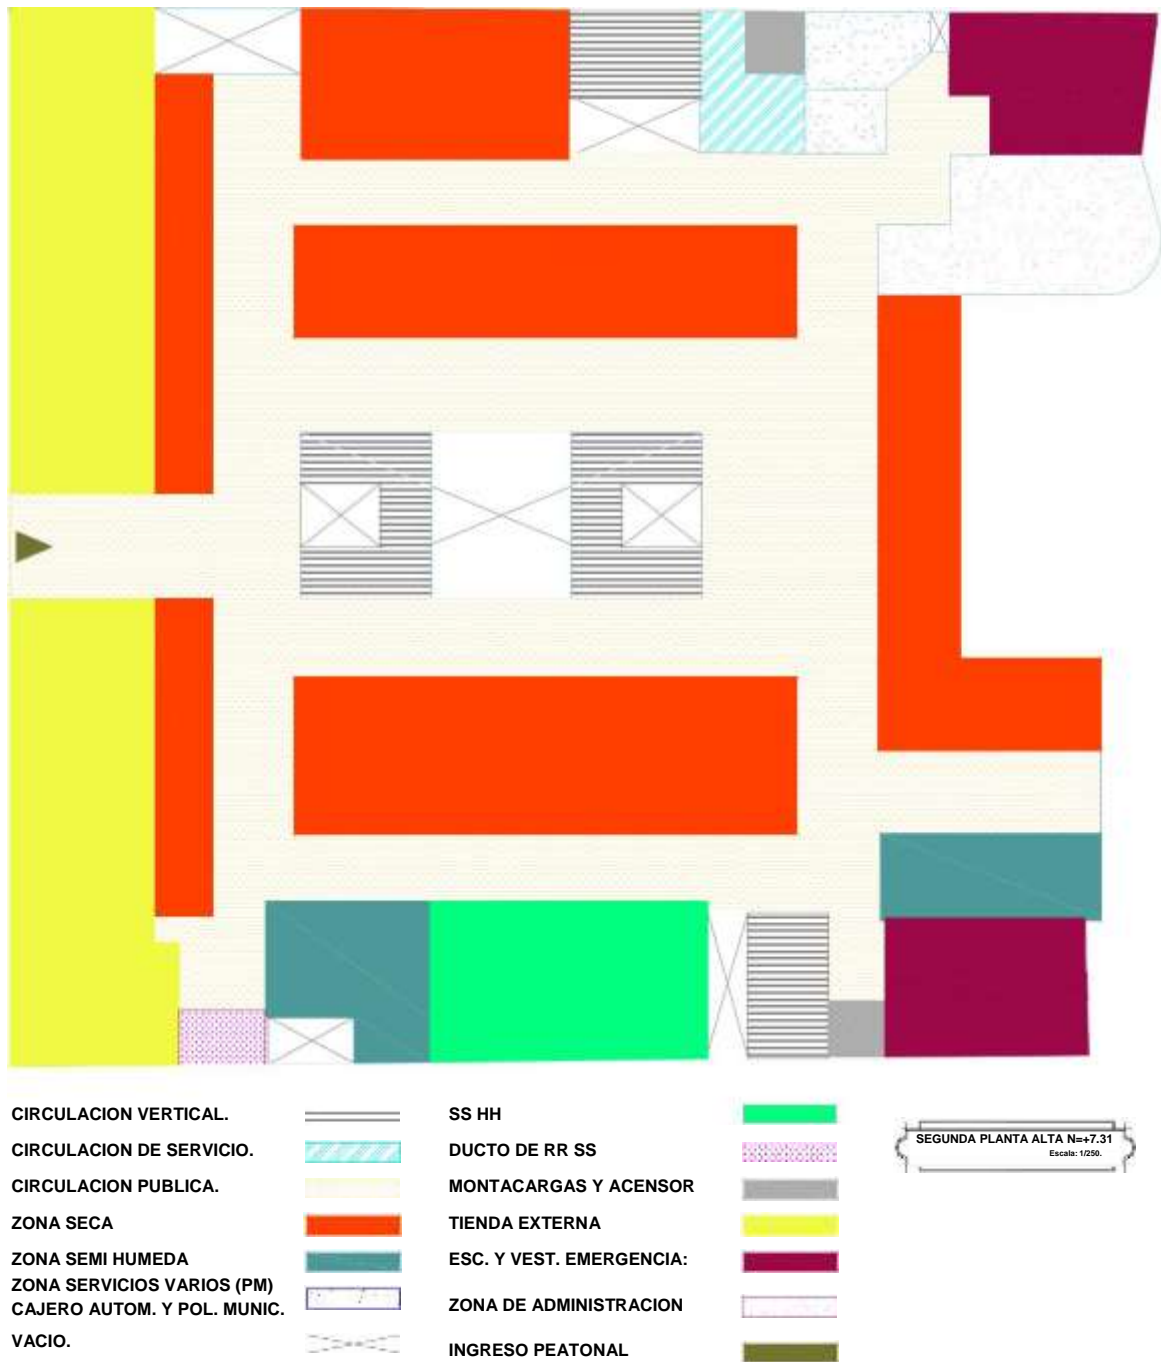 CIRCULACION VERTICAL.
CIRCULACION DE SERVICIO.
CIRCULACION PUBLICA.
ZONA SECA
ZONA SEMI HUMEDA
ZONA SERVICIOS VARIOS (PM)
CAJERO AUTOM. Y POL. MUNIC.
VACIO.
SS HH
DUCTO DE RR SS
MONTACARGAS Y ACENSOR
TIENDA EXTERNA
ESC. Y VEST. EMERGENCIA:
ZONA DE ADMINISTRACION
INGRESO PEATONAL
SEGUNDA PLANTA ALTA N=+7.31
Escala: 1/250.